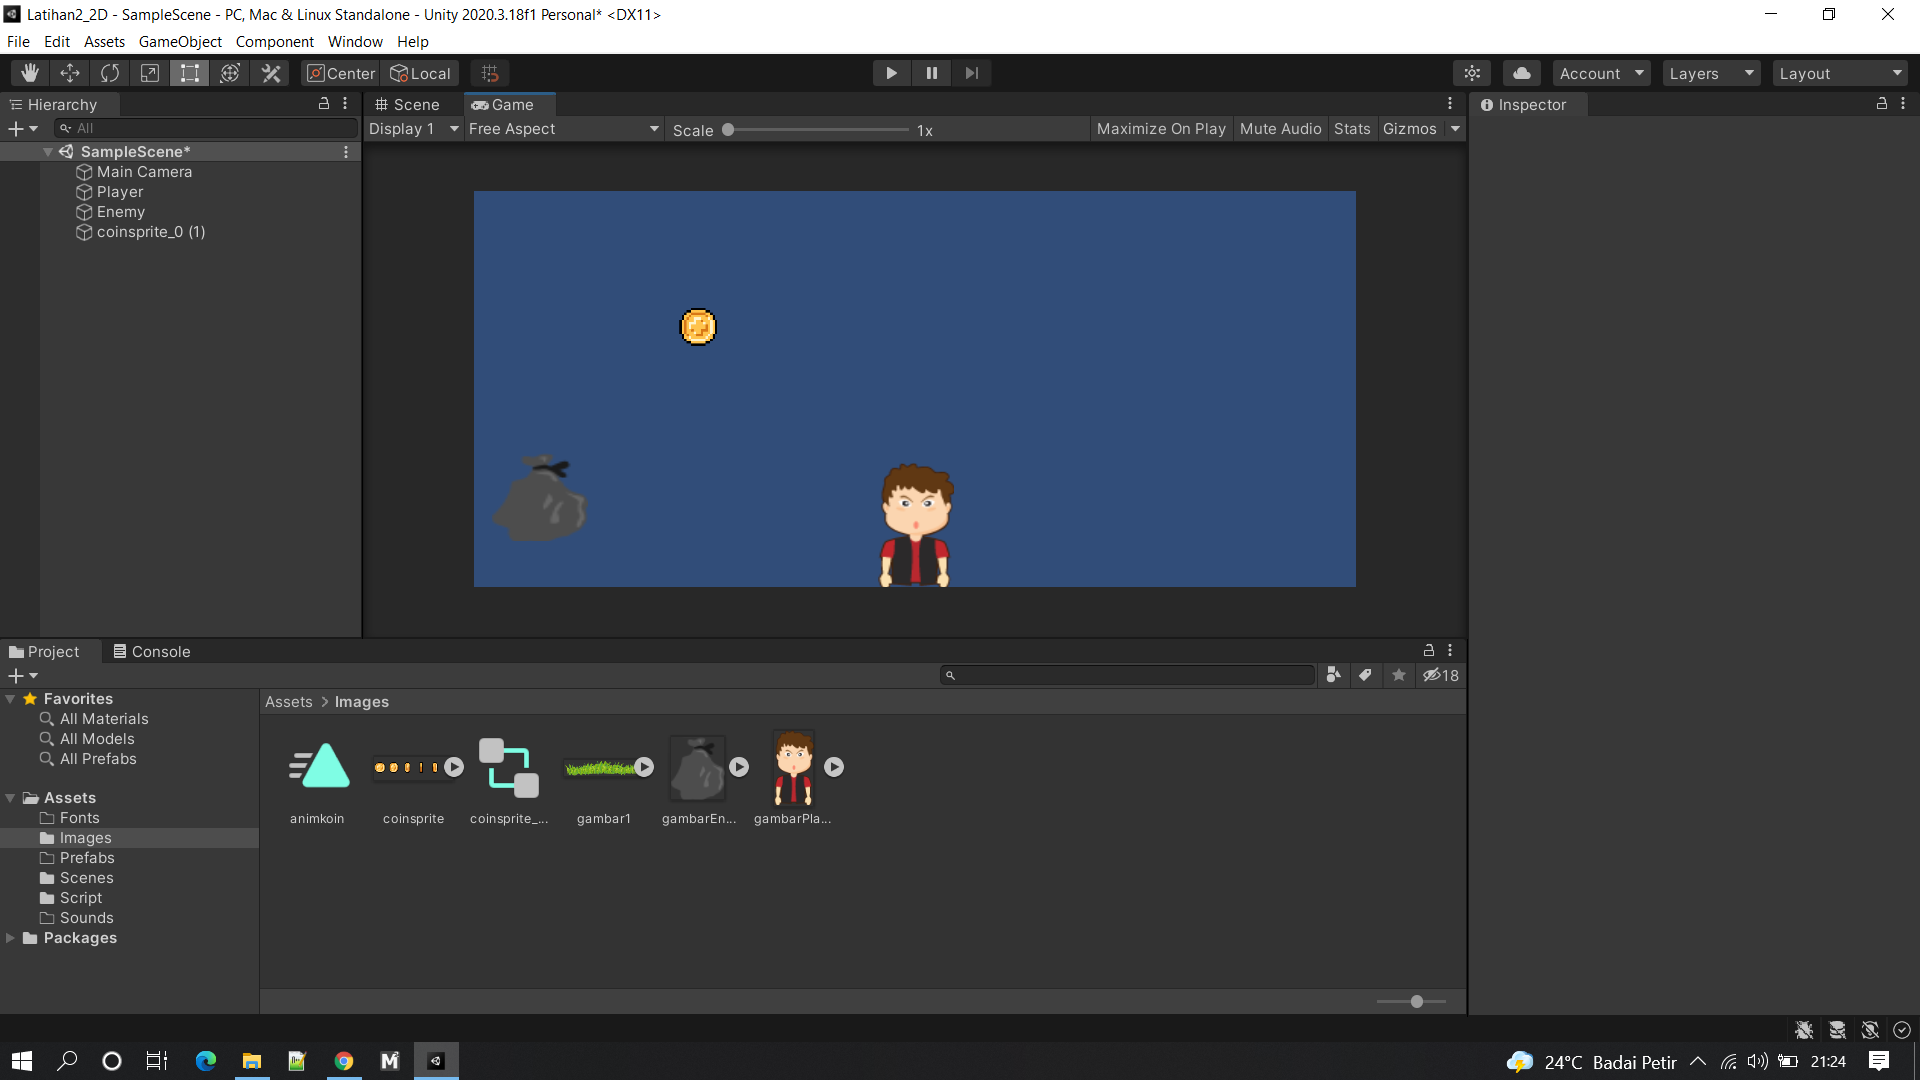 Latihan2_2D - SampleScene - PC, Mac & Linux Standalone - Unity 2020.3.18f1 Personal* <DX11>
File Edit Assets GameObject Component Window Help
Center Local Account Layers Layout
Hierarchy
All
SampleScene*
Main Camera
Player
Enemy
coinsprite_0 (1)
Scene Game
Display 1 Free Aspect Scale 1x Maximize On Play Mute Audio Stats Gizmos
Inspector
Project Console
18
Favorites
All Materials
All Models
All Prefabs
Assets
Fonts
Images
Prefabs
Scenes
Script
Sounds
Packages
Assets > Images
animkoin coinsprite coinsprite_... gambar1 gambarEn... gambarPla...
24°C Badai Petir 21:24